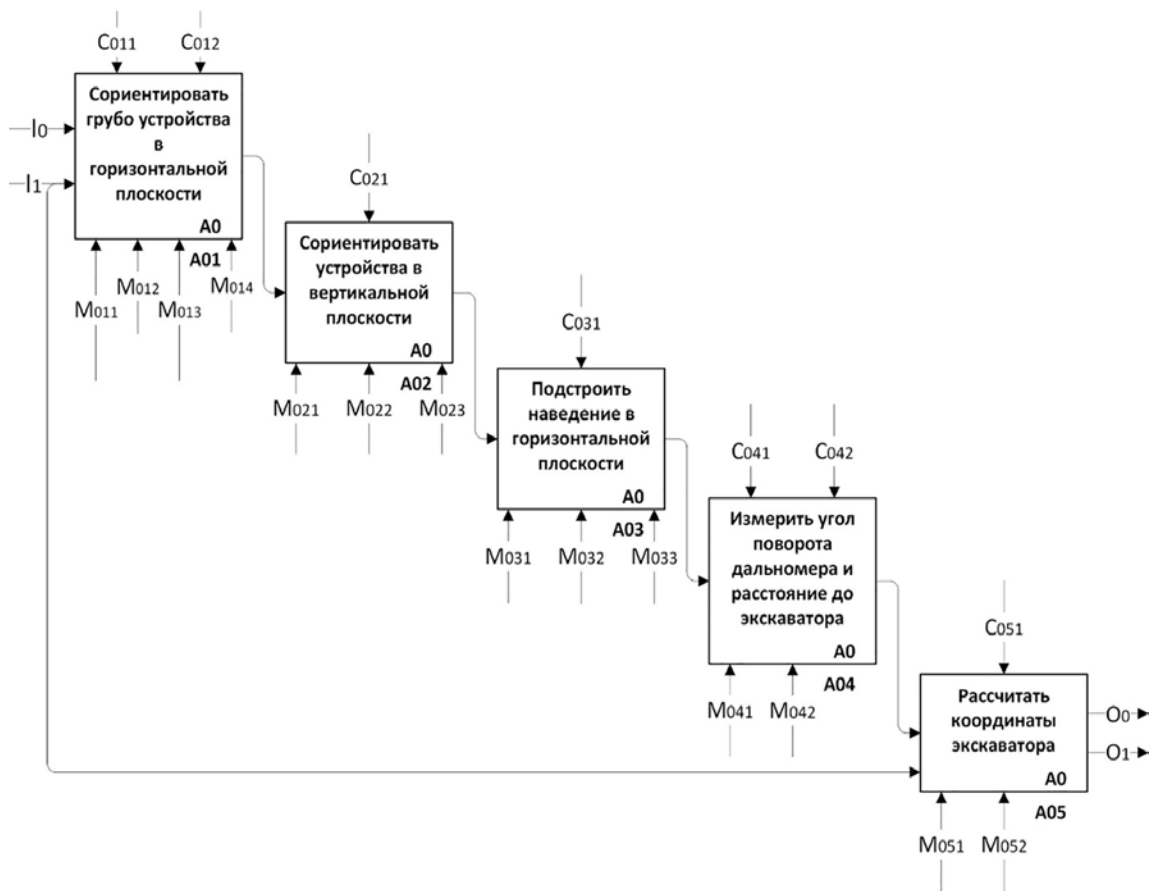 C011 C012
Сориентировать
грубо устройства
в
горизонтальной
плоскости
A0
A01
I0
I1
M011 M012 M013 M014
C021
Сориентировать
устройства в
вертикальной
плоскости
A0
A02
M021 M022 M023
C031
Подстроить
наведение в
горизонтальной
плоскости
A0
A03
M031 M032 M033
C041 C042
Измерить угол
поворота
дальномера и
расстояние до
экскаватора
A0
A04
M041 M042
C051
Рассчитать
координаты
экскаватора
A0
A05
O0
O1
M051 M052